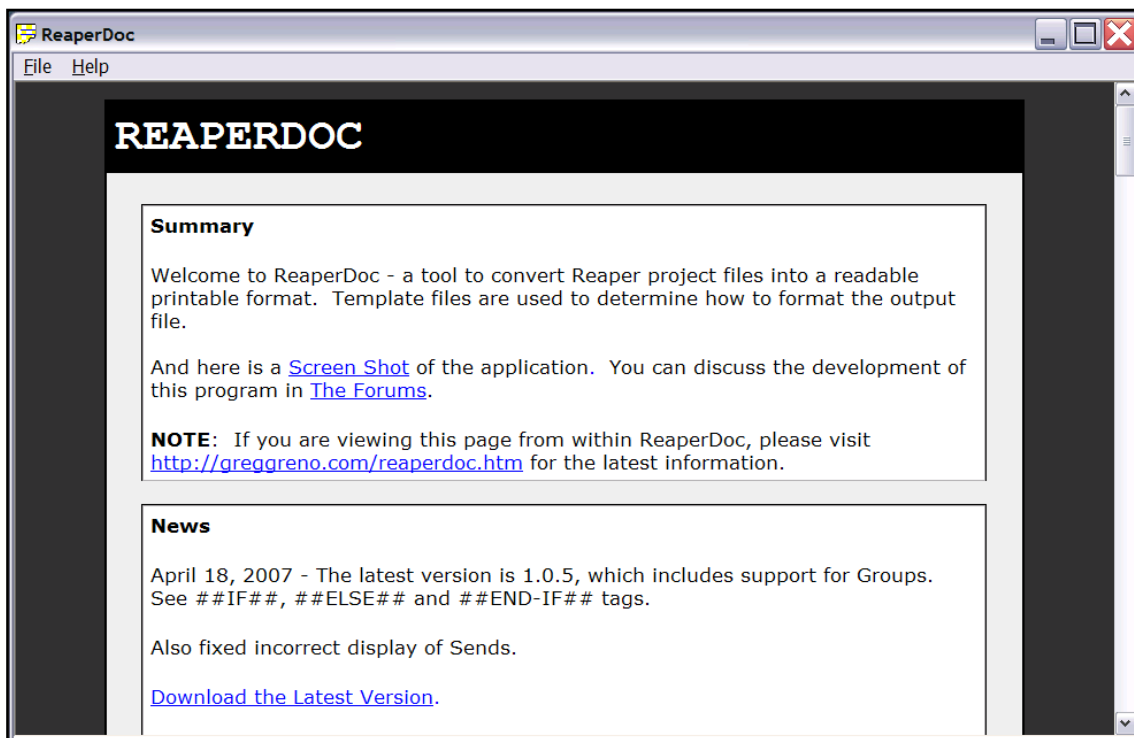 ReaperDoc
File Help
REAPERDOC
Summary
Welcome to ReaperDoc - a tool to convert Reaper project files into a readable
printable format.  Template files are used to determine how to format the output
file.
And here is a Screen Shot of the application.  You can discuss the development of
this program in The Forums.
NOTE:  If you are viewing this page from within ReaperDoc, please visit
http://greggreno.com/reaperdoc.htm for the latest information.
News
April 18, 2007 - The latest version is 1.0.5, which includes support for Groups.
See ##IF##, ##ELSE## and ##END-IF## tags.
Also fixed incorrect display of Sends.
Download the Latest Version.